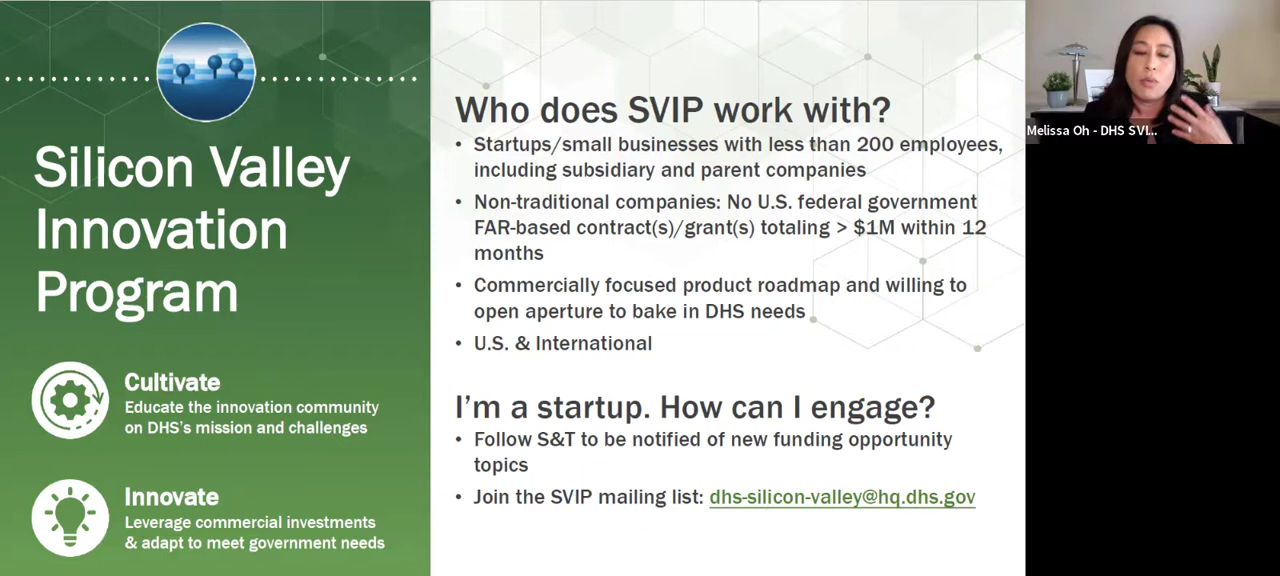 Silicon Valley
Innovation
Program
Cultivate
Educate the innovation community
on DHS's mission and challenges
Innovate
Leverage commercial investments
& adapt to meet government needs
Who does SVIP work with?
• Startups/small businesses with less than 200 employees,
including subsidiary and parent companies
• Non-traditional companies: No U.S. federal government
FAR-based contract(s)/grant(s) totaling > $1M within 12
months
• Commercially focused product roadmap and willing to
open aperture to bake in DHS needs
• U.S. & International
I'm a startup. How can I engage?
• Follow S&T to be notified of new funding opportunity
topics
• Join the SVIP mailing list: dhs-silicon-valley@hq.dhs.gov
Melissa Oh - DHS SVI...